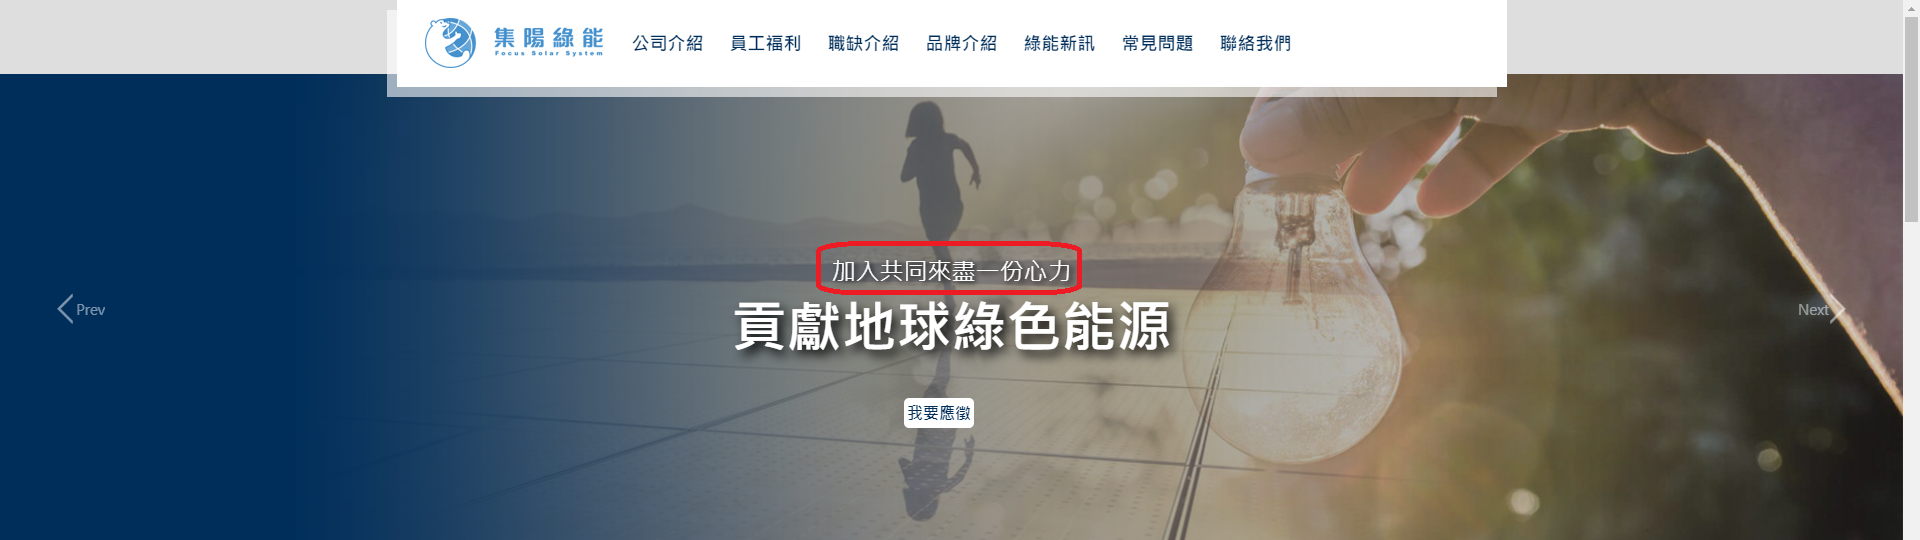 集陽綠能
Focus Solar System
公司介紹 員工福利 職缺介紹 品牌介紹 綠能新訊 常見問題 聯絡我們
加入共同來盡一份心力
Prev
Next
貢獻地球綠色能源
我要應徵